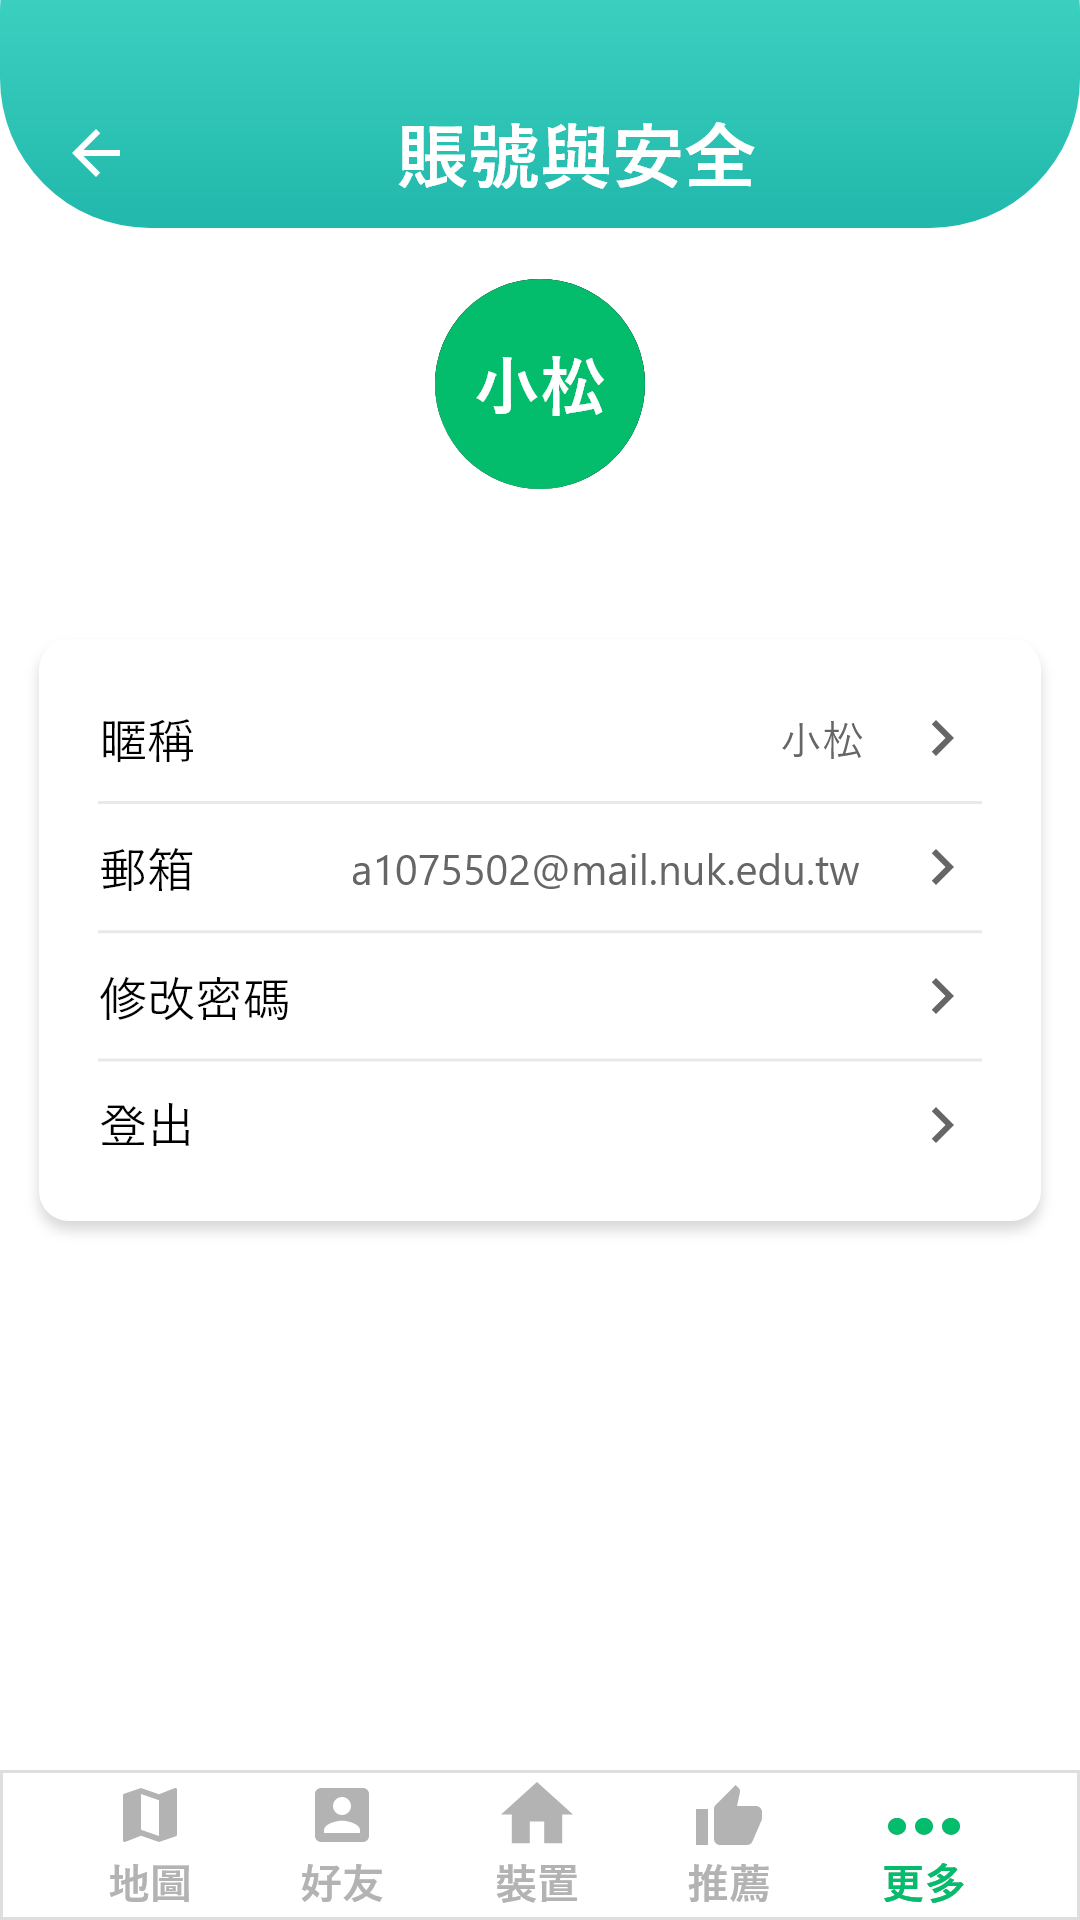 賬號與安全
小松
暱稱 小松
郵箱 a1075502@mail.nuk.edu.tw
修改密碼
登出
地圖 好友 裝置 推薦 更多